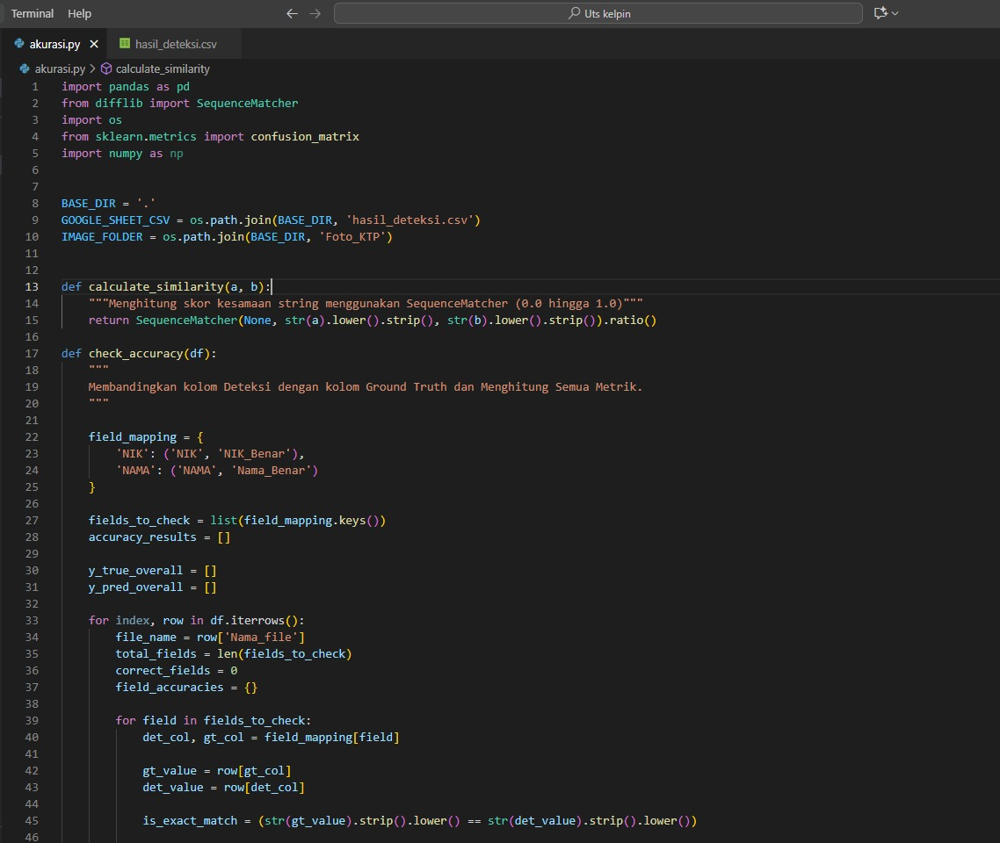 Terminal Help Uts kelpin
akurasi.py hasil_deteksi.csv
akurasi.py > calculate_similarity
1 import pandas as pd
2 from difflib import SequenceMatcher
3 import os
4 from sklearn.metrics import confusion_matrix
5 import numpy as np
6
7
8 BASE_DIR = '.'
9 GOOGLE_SHEET_CSV = os.path.join(BASE_DIR, 'hasil_deteksi.csv')
10 IMAGE_FOLDER = os.path.join(BASE_DIR, 'Foto_KTP')
11
12
13 def calculate_similarity(a, b):
14     """Menghitung skor kesamaan string menggunakan SequenceMatcher (0.0 hingga 1.0)"""
15     return SequenceMatcher(None, str(a).lower().strip(), str(b).lower().strip()).ratio()
16
17 def check_accuracy(df):
18     """
19     Membandingkan kolom Deteksi dengan kolom Ground Truth dan Menghitung Semua Metrik.
20     """
21
22     field_mapping = {
23         'NIK': ('NIK', 'NIK_Benar'),
24         'NAMA': ('NAMA', 'Nama_Benar')
25     }
26
27     fields_to_check = list(field_mapping.keys())
28     accuracy_results = []
29
30     y_true_overall = []
31     y_pred_overall = []
32
33     for index, row in df.iterrows():
34         file_name = row['Nama_file']
35         total_fields = len(fields_to_check)
36         correct_fields = 0
37         field_accuracies = {}
38
39         for field in fields_to_check:
40             det_col, gt_col = field_mapping[field]
41
42             gt_value = row[gt_col]
43             det_value = row[det_col]
44
45             is_exact_match = (str(gt_value).strip().lower() == str(det_value).strip().lower())
46